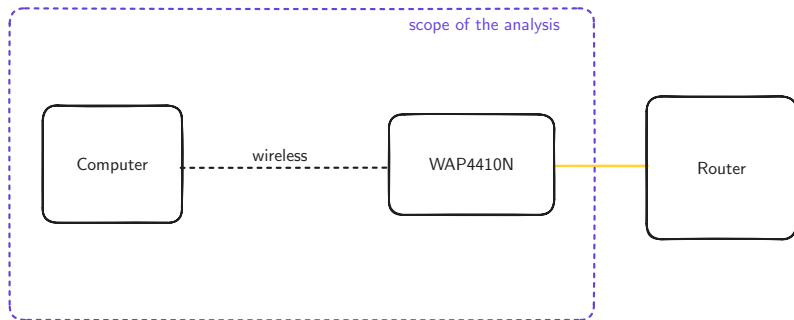 scope of the analysis
wireless
Computer
WAP4410N
Router